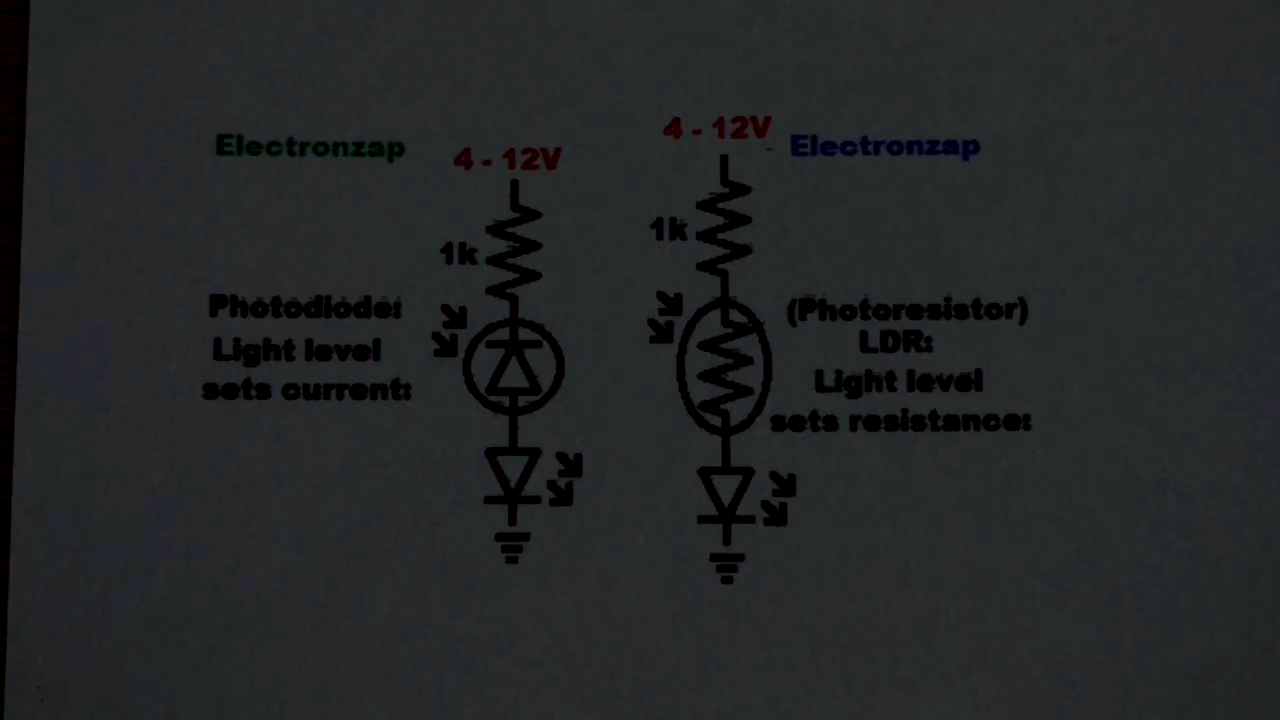 Electronzap
4 - 12V
1k
Photodiode:
Light level
sets current:
4 - 12V
Electronzap
1k
(Photoresistor)
LDR:
Light level
sets resistance: